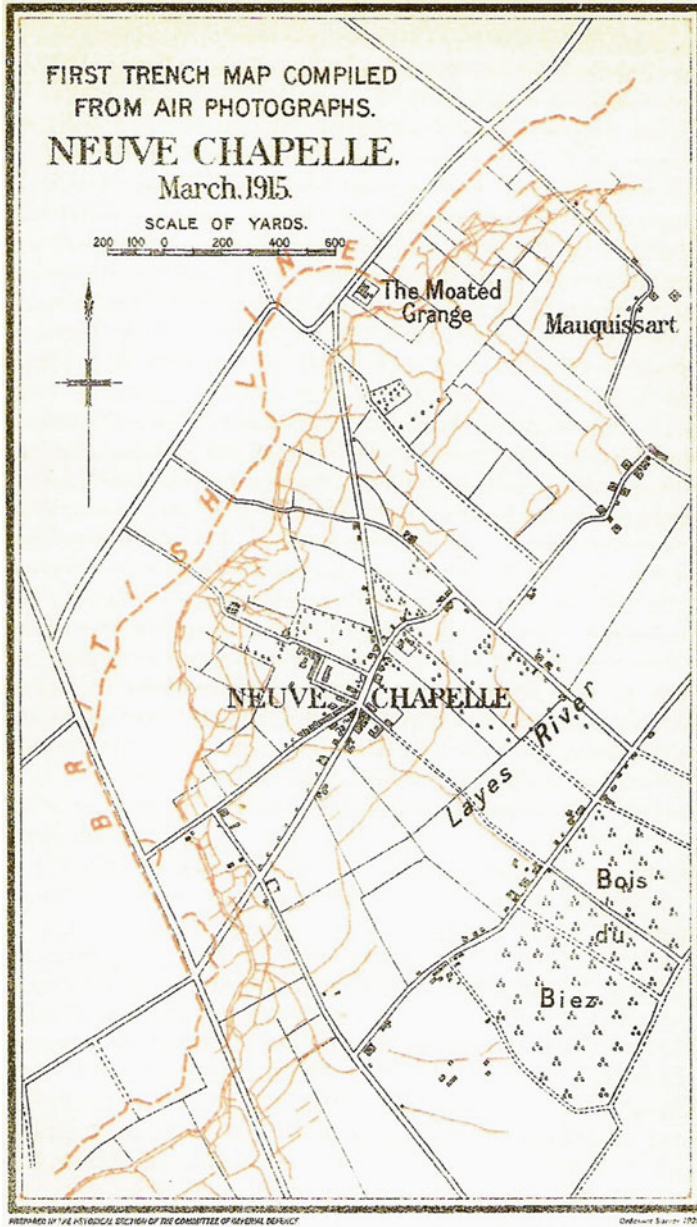 FIRST TRENCH MAP COMPILED
FROM AIR PHOTOGRAPHS.
NEUVE CHAPELLE.
March, 1915.
SCALE OF YARDS.
200 100 0 200 400 600
BRITISH LINE
The Moated
Grange
Mauquissart
NEUVE CHAPELLE
Layes River
Bois
du
Biez
PREPARED IN THE HISTORICAL SECTION OF THE COMMITTEE OF IMPERIAL DEFENCE
Ordnance Survey